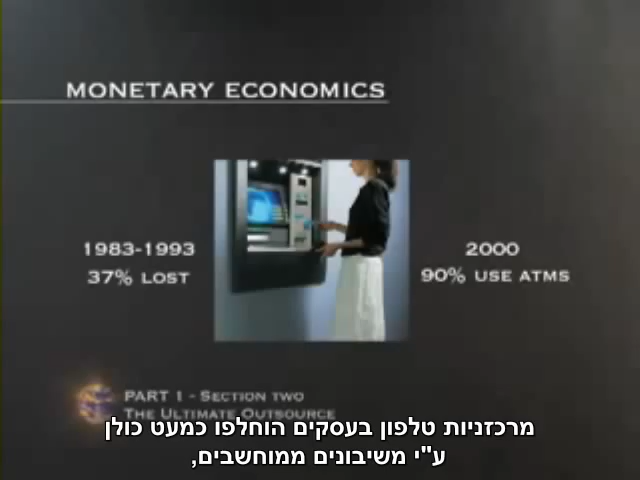 MONETARY ECONOMICS
1983-1993
37% LOST
2000
90% USE ATMS
PART 1 - SECTION TWO
THE ULTIMATE OUTSOURCE
מרכזניות טלפון בעסקים הוחלפו כמעט כולן
ע"י משיבונים ממוחשבים,